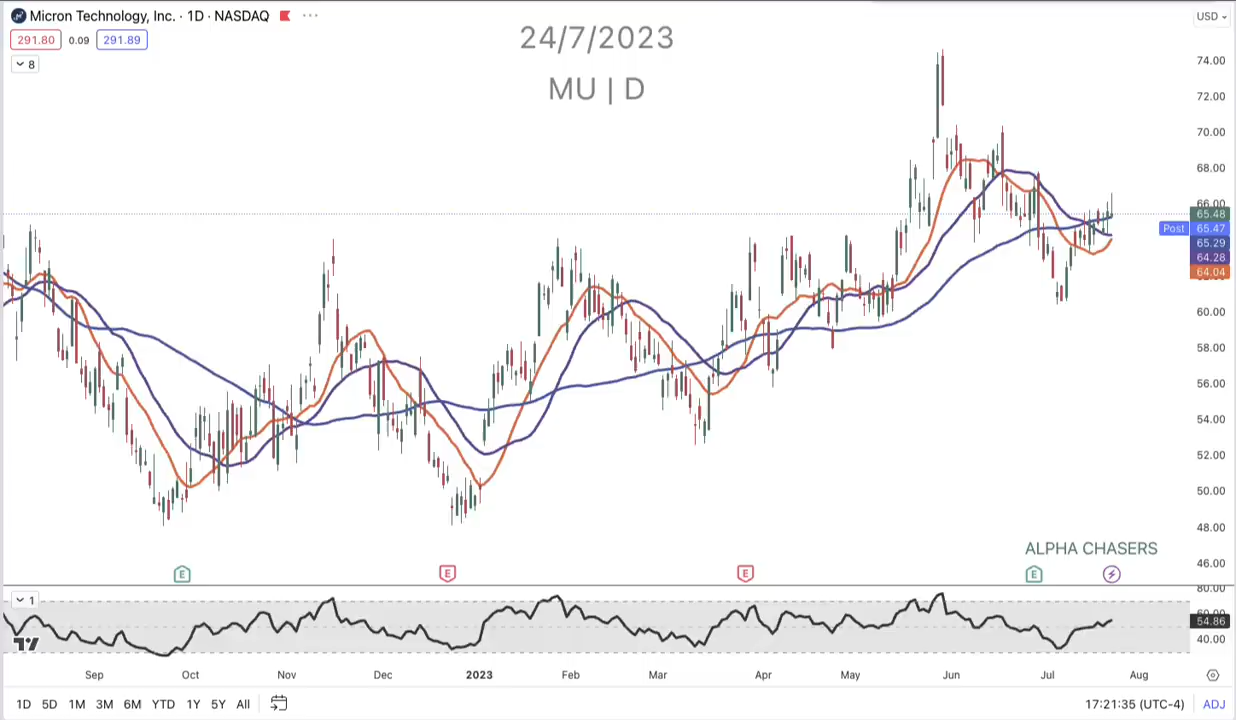 Micron Technology, Inc. · 1D · NASDAQ
USD
291.80 0.09 291.89
8
24/7/2023
MU | D
74.00
72.00
70.00
68.00
66.00
65.48
Post 65.47
65.29
64.28
64.04
60.00
58.00
56.00
54.00
52.00
50.00
48.00
46.00
ALPHA CHASERS
E E E E
80.00
1
60.00
54.86
40.00
Sep Oct Nov Dec 2023 Feb Mar Apr May Jun Jul Aug
1D 5D 1M 3M 6M YTD 1Y 5Y All 17:21:35 (UTC-4) ADJ